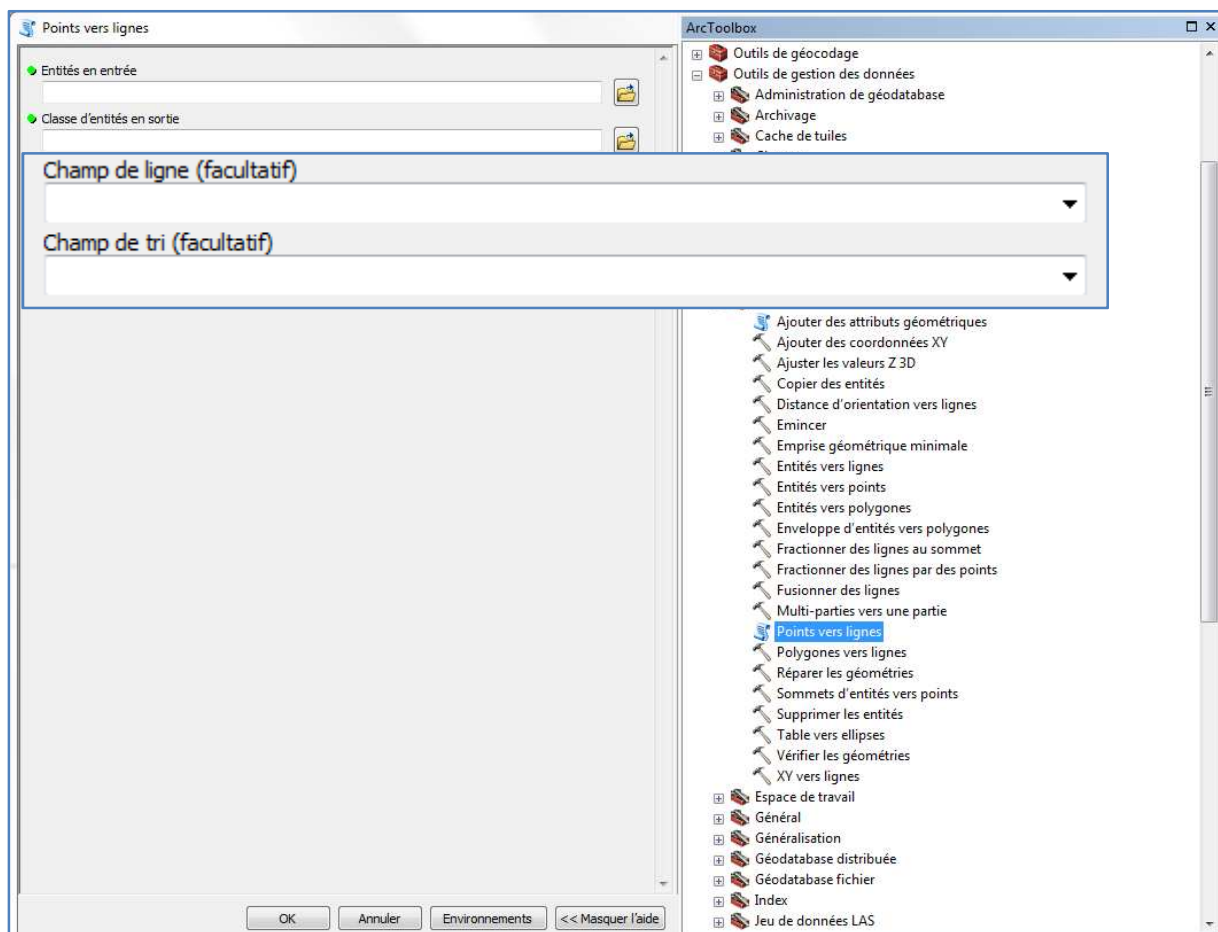 Points vers lignes
Entités en entrée
Classe d'entités en sortie
Champ de ligne (facultatif)
Champ de tri (facultatif)
OK
Annuler
Environnements
<< Masquer l'aide
ArcToolbox
Outils de géocodage
Outils de gestion des données
Administration de géodatabase
Archivage
Cache de tuiles
Ajouter des attributs géométriques
Ajouter des coordonnées XY
Ajuster les valeurs Z 3D
Copier des entités
Distance d'orientation vers lignes
Emincer
Emprise géométrique minimale
Entités vers lignes
Entités vers points
Entités vers polygones
Enveloppe d'entités vers polygones
Fractionner des lignes au sommet
Fractionner des lignes par des points
Fusionner des lignes
Multi-parties vers une partie
Points vers lignes
Polygones vers lignes
Réparer les géométries
Sommets d'entités vers points
Supprimer les entités
Table vers ellipses
Vérifier les géométries
XY vers lignes
Espace de travail
Général
Généralisation
Géodatabase distribuée
Géodatabase fichier
Index
Jeu de données LAS